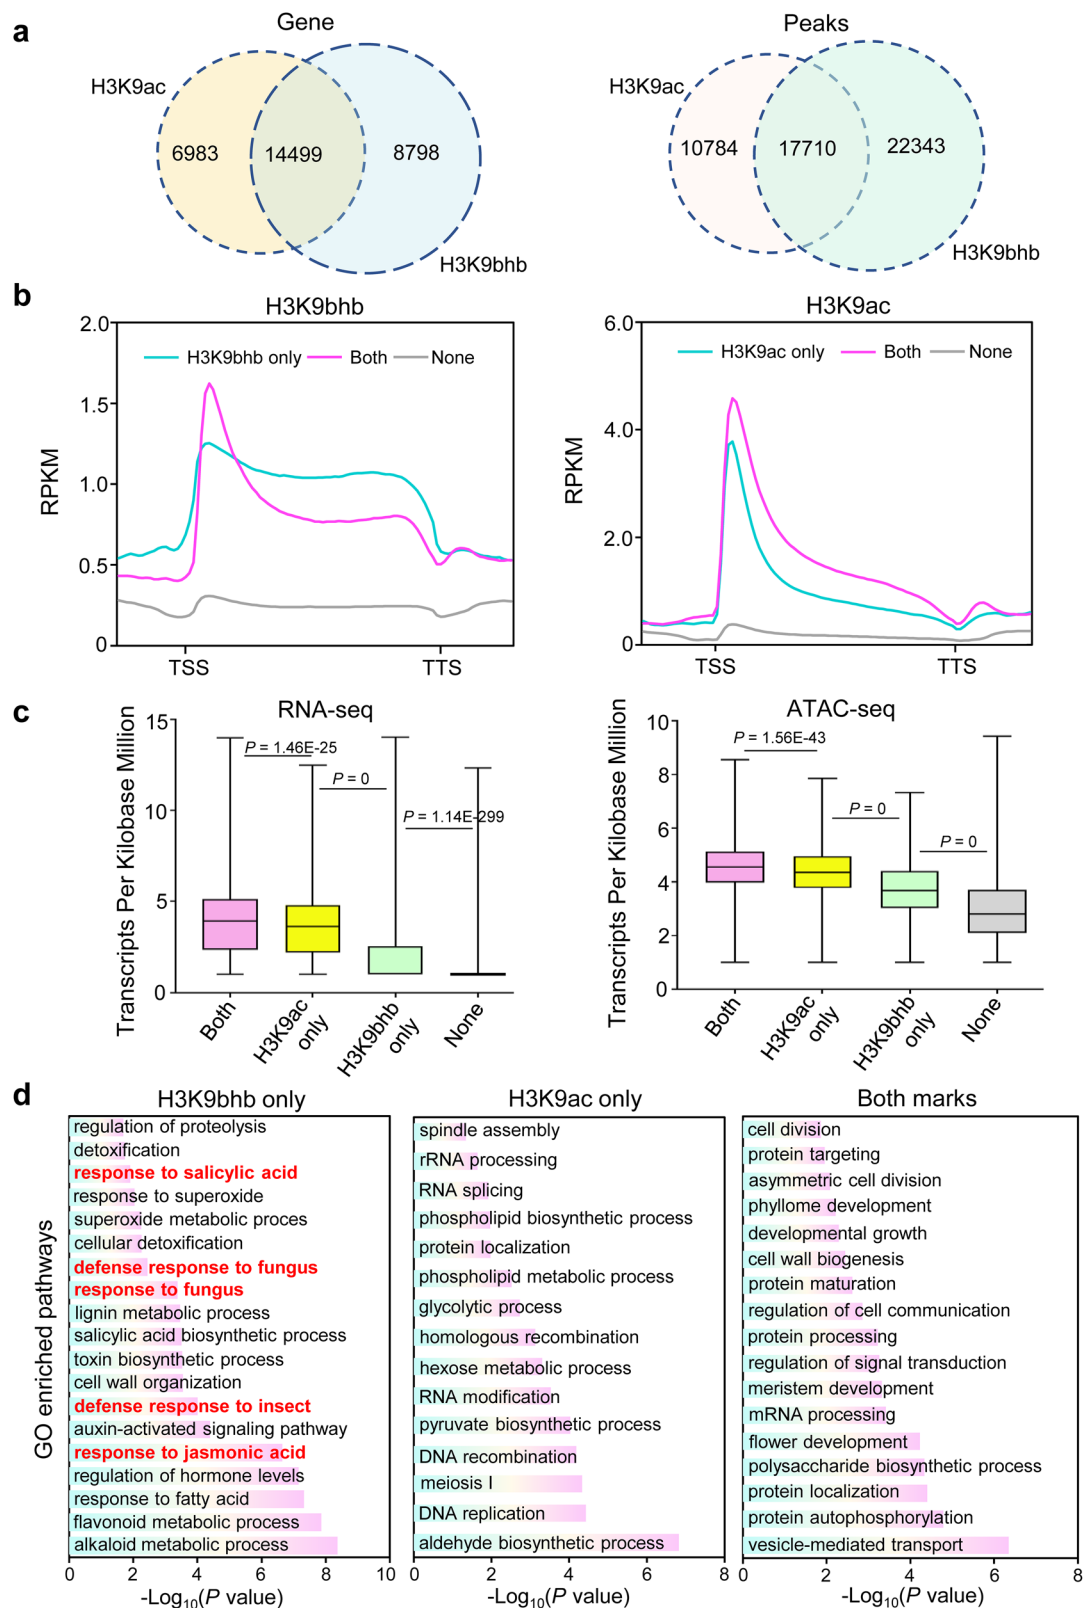 a
Gene
H3K9ac
6983
14499
8798
H3K9bhb
Peaks
H3K9ac
10784
17710
22343
H3K9bhb
b
H3K9bhb
2.0
1.5
1.0
0.5
0
RPKM
H3K9bhb only
Both
None
TSS
TTS
H3K9ac
6.0
4.0
2.0
0
RPKM
H3K9ac only
Both
None
TSS
TTS
c
RNA-seq
Transcripts Per Kilobase Million
15
10
5
0
P = 1.46E-25
P = 0
P = 1.14E-299
Both
H3K9ac only
H3K9bhb only
None
ATAC-seq
Transcripts Per Kilobase Million
10
8
6
4
2
0
P = 1.56E-43
P = 0
P = 0
Both
H3K9ac only
H3K9bhb only
None
d
GO enriched pathways
H3K9bhb only
regulation of proteolysis
detoxification
response to salicylic acid
response to superoxide
superoxide metabolic proces
cellular detoxification
defense response to fungus
response to fungus
lignin metabolic process
salicylic acid biosynthetic process
toxin biosynthetic process
cell wall organization
defense response to insect
auxin-activated signaling pathway
response to jasmonic acid
regulation of hormone levels
response to fatty acid
flavonoid metabolic process
alkaloid metabolic process
0 2 4 6 8 10
-Log10(P value)
H3K9ac only
spindle assembly
rRNA processing
RNA splicing
phospholipid biosynthetic process
protein localization
phospholipid metabolic process
glycolytic process
homologous recombination
hexose metabolic process
RNA modification
pyruvate biosynthetic process
DNA recombination
meiosis I
DNA replication
aldehyde biosynthetic process
0 2 4 6 8
-Log10(P value)
Both marks
cell division
protein targeting
asymmetric cell division
phyllome development
developmental growth
cell wall biogenesis
protein maturation
regulation of cell communication
protein processing
regulation of signal transduction
meristem development
mRNA processing
flower development
polysaccharide biosynthetic process
protein localization
protein autophosphorylation
vesicle-mediated transport
0 2 4 6 8
-Log10(P value)